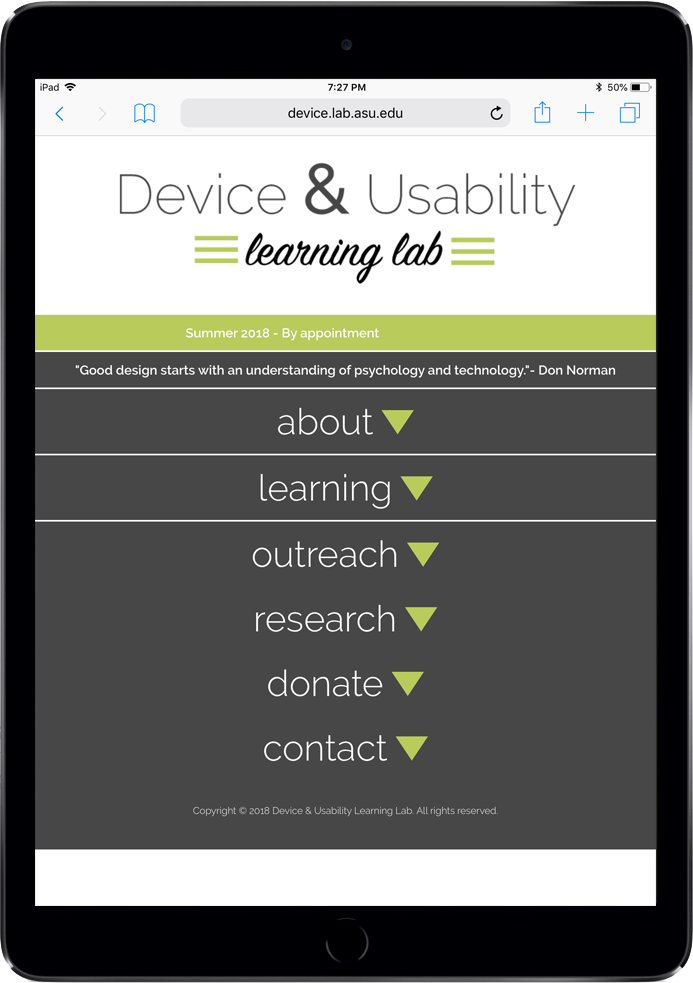 iPad 7:27 PM 50%
device.lab.asu.edu
Device & Usability
learning lab
Summer 2018 - By appointment
"Good design starts with an understanding of psychology and technology."- Don Norman
about
learning
outreach
research
donate
contact
Copyright © 2018 Device & Usability Learning Lab. All rights reserved.